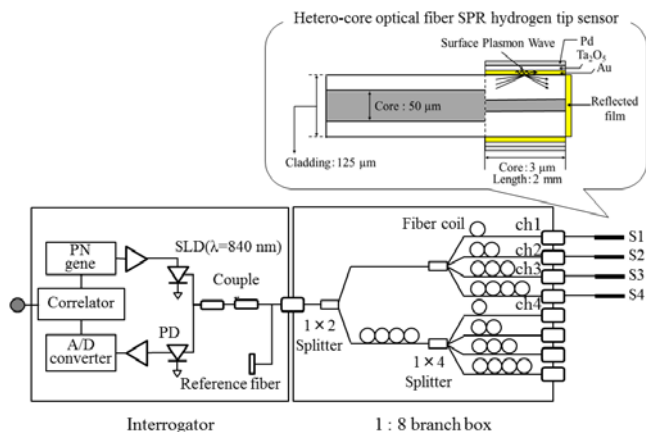 Hetero-core optical fiber SPR hydrogen tip sensor
Surface Plasmon Wave
Pd
Ta2O5
Au
Core : 50 μm
Reflected
film
Cladding: 125 μm
Core: 3 μm
Length: 2 mm
PN
gene
Correlator
A/D
converter
SLD(λ=840 nm)
Couple
PD
Reference fiber
Fiber coil
ch1
ch2
ch3
ch4
S1
S2
S3
S4
1 × 2
Splitter
1 × 4
Splitter
Interrogator
1 : 8 branch box